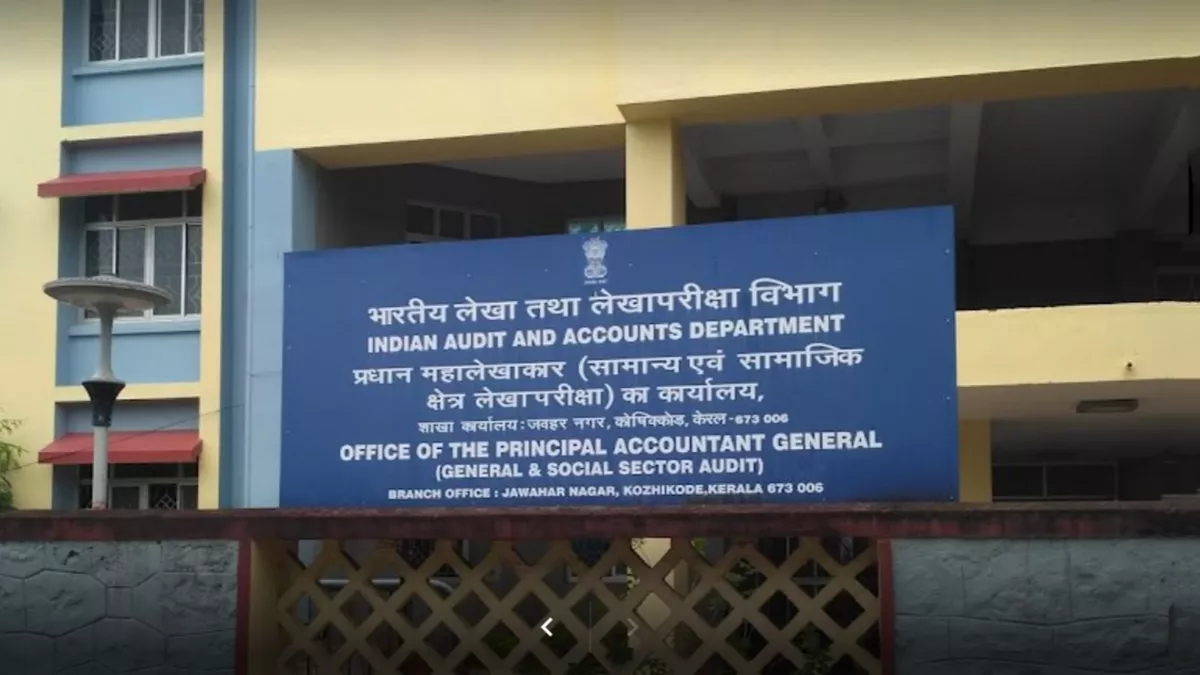 भारतीय लेखा तथा लेखापरीक्षा विभाग
INDIAN AUDIT AND ACCOUNTS DEPARTMENT
प्रधान महालेखाकार (सामान्य एवं सामाजिक
क्षेत्र लेखापरीक्षा) का कार्यालय,
शाखा कार्यालय: जवहर नगर, कोषिक्कोड, केरल-673 006
OFFICE OF THE PRINCIPAL ACCOUNTANT GENERAL
(GENERAL & SOCIAL SECTOR AUDIT)
BRANCH OFFICE : JAWAHAR NAGAR, KOZHIKODE,KERALA 673 006